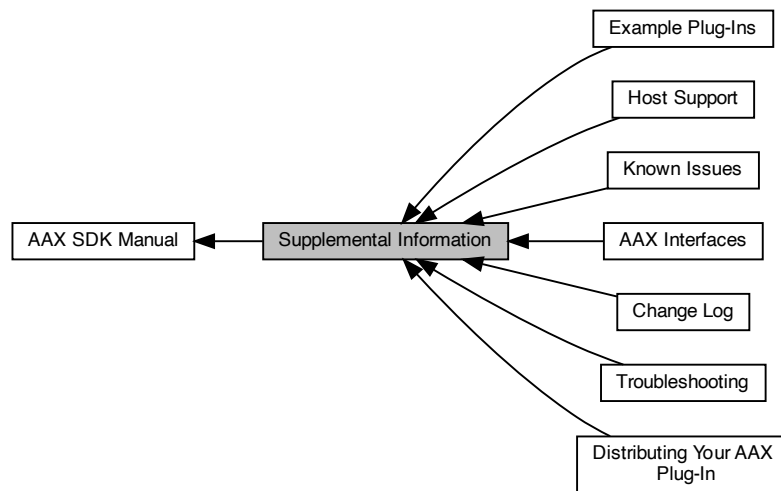 Example Plug-Ins
Host Support
Known Issues
AAX SDK Manual
Supplemental Information
AAX Interfaces
Change Log
Troubleshooting
Distributing Your AAX
Plug-In